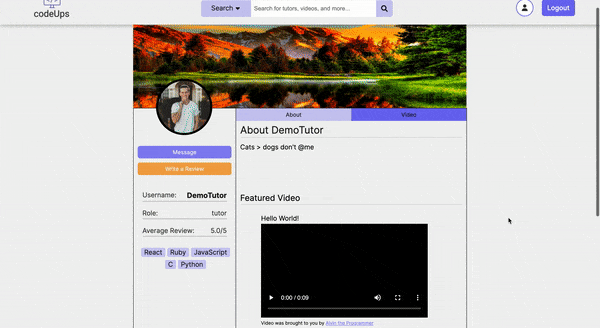 codeUps
Search
Search for tutors, videos, and more...
Logout
About
Video
About DemoTutor
Cats > dogs don't @me
Message
Write a Review
Username: DemoTutor
Role: tutor
Average Review: 5.0/5
React Ruby JavaScript
C Python
Featured Video
Hello World!
0:00 / 0:09
Video was brought to you by Alvin the Programmer